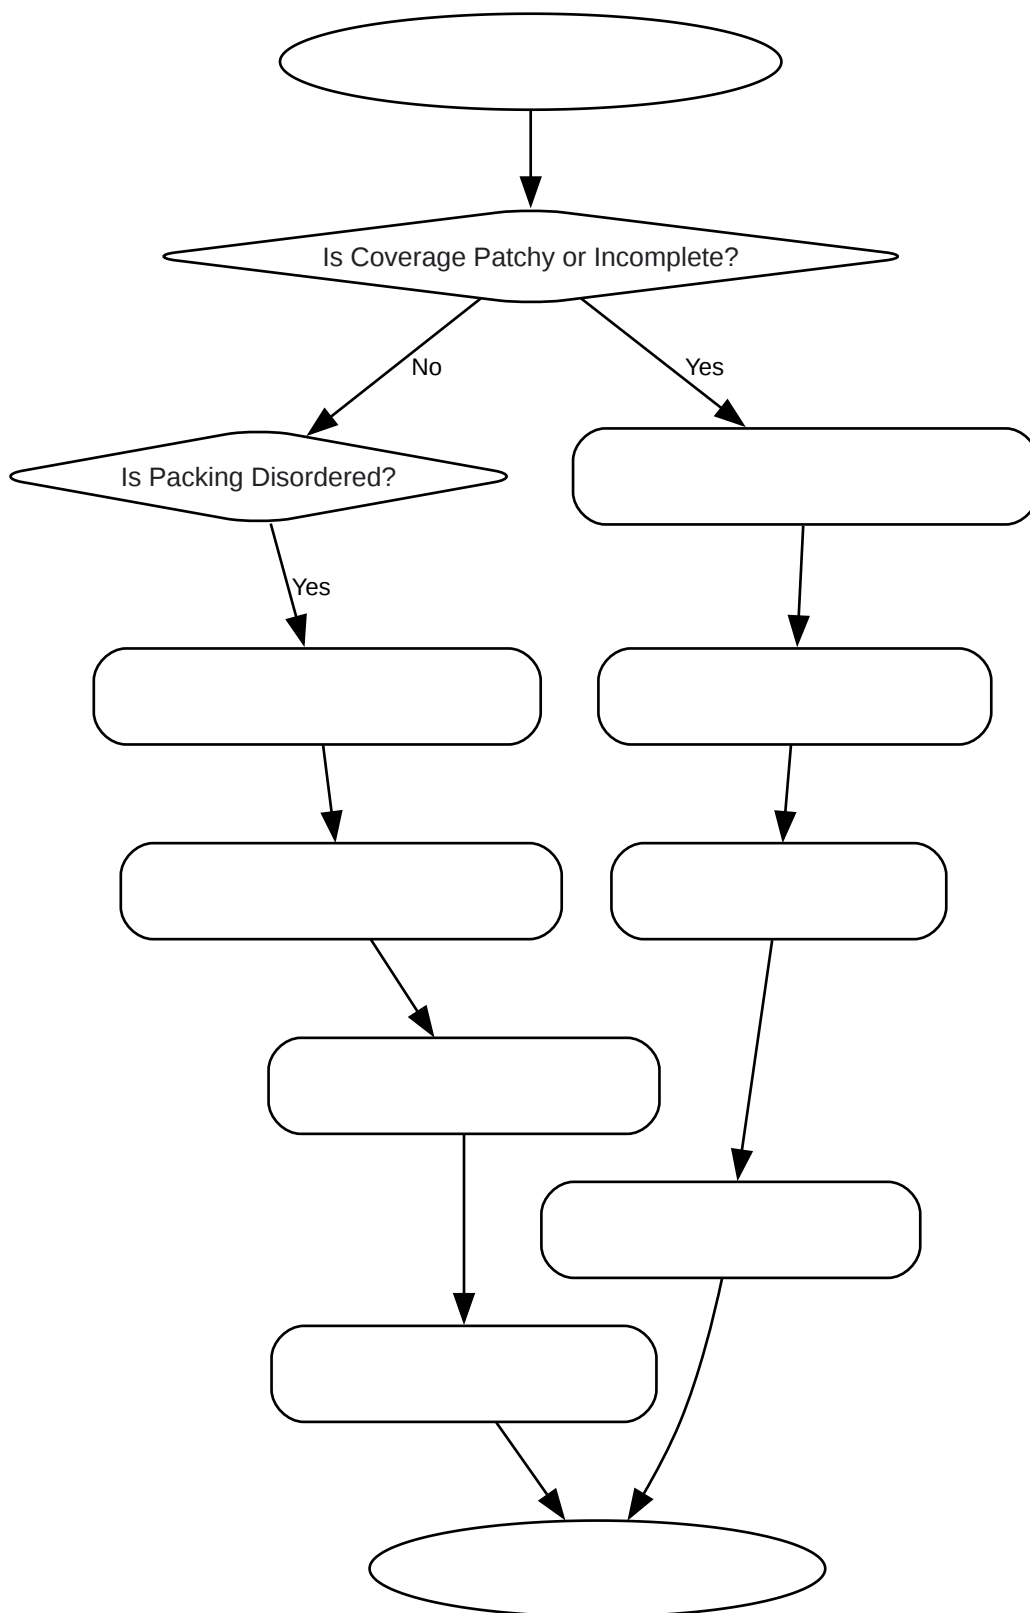 Is Coverage Patchy or Incomplete?
No
Yes
Is Packing Disordered?
Yes